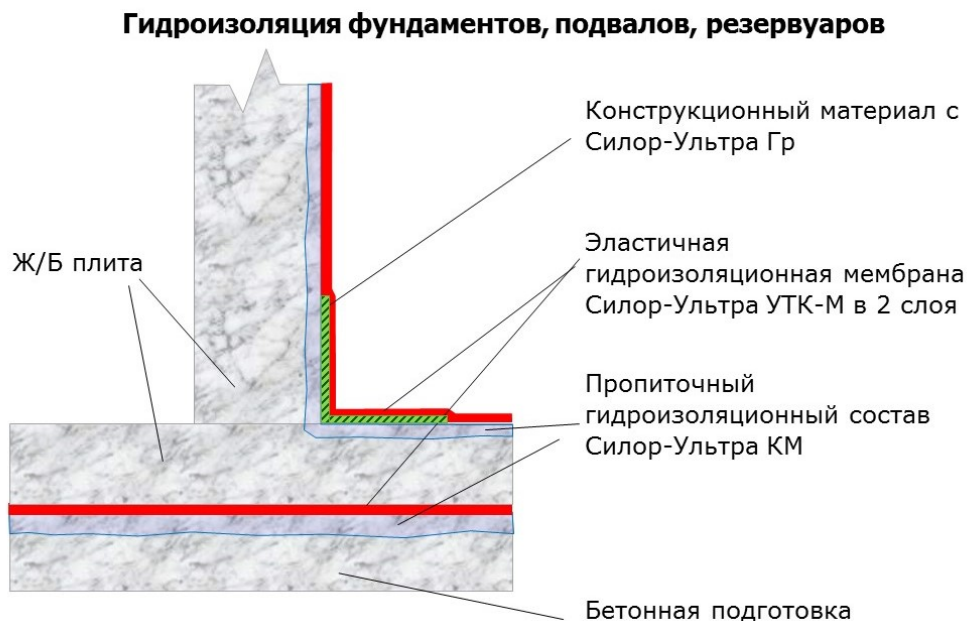 Гидроизоляция фундаментов, подвалов, резервуаров
Конструкционный материал с
Силор-Ультра Гр
Ж/Б плита
Эластичная
гидроизоляционная мембрана
Силор-Ультра УТК-М в 2 слоя
Пропиточный
гидроизоляционный состав
Силор-Ультра КМ
Бетонная подготовка